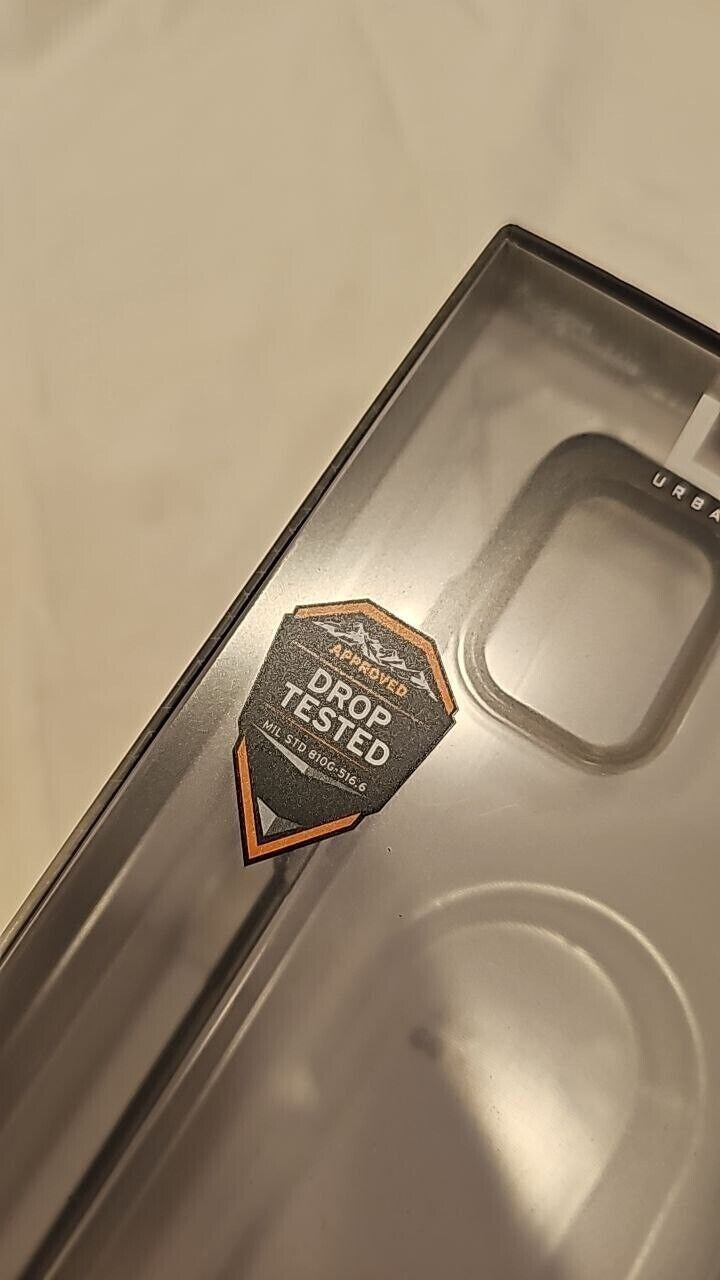 URBA
APPROVED
DROP
TESTED
MIL STD 810G-516.6